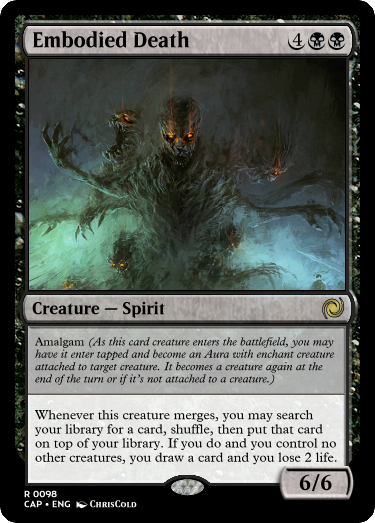 Embodied Death 4
Creature — Spirit
Amalgam (As this card creature enters the battlefield, you may
have it enter tapped and become an Aura with enchant creature
attached to target creature. It becomes a creature again at the
end of the turn or if it's not attached to a creature.)
Whenever this creature merges, you may search
your library for a card, shuffle, then put that card
on top of your library. If you do and you control no
other creatures, you draw a card and you lose 2 life.
6/6
R 0098
CAP • ENG ChrisCold